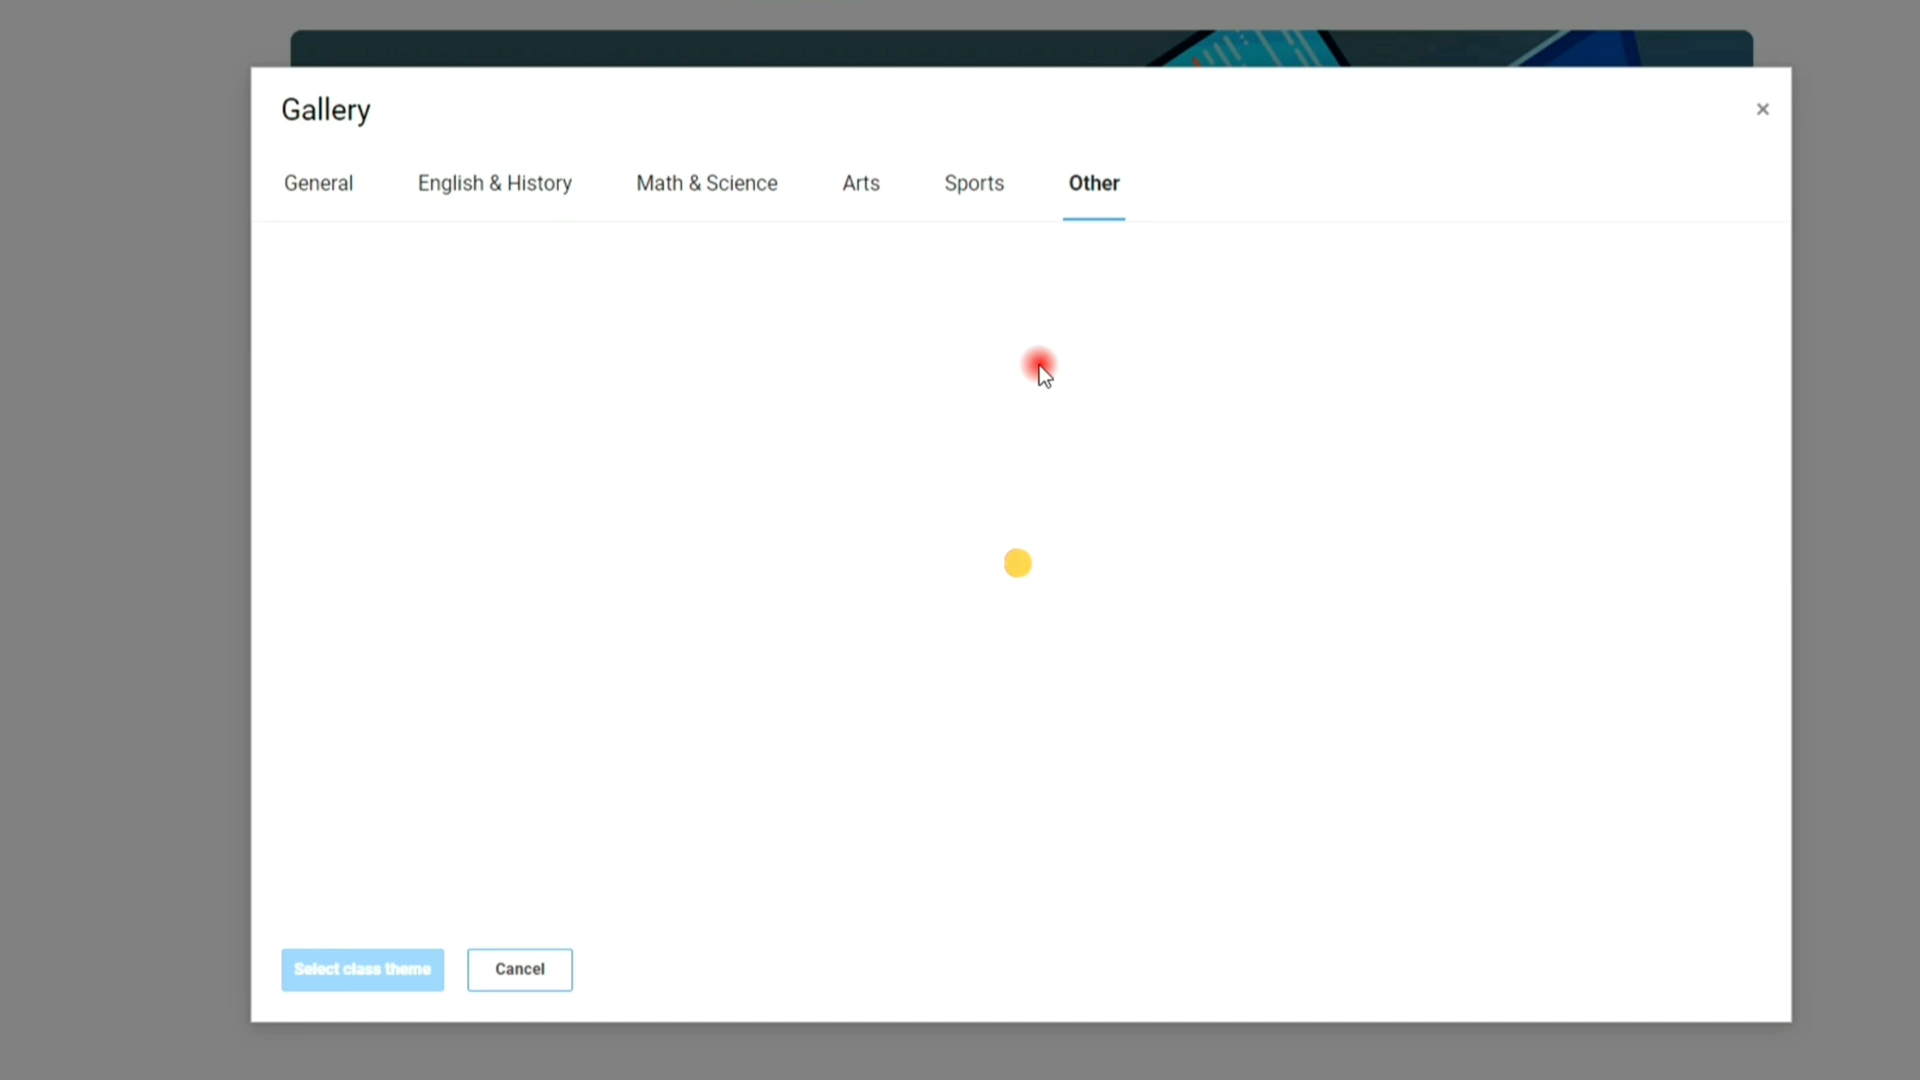 Gallery
General English & History Math & Science Arts Sports Other
Select class theme Cancel